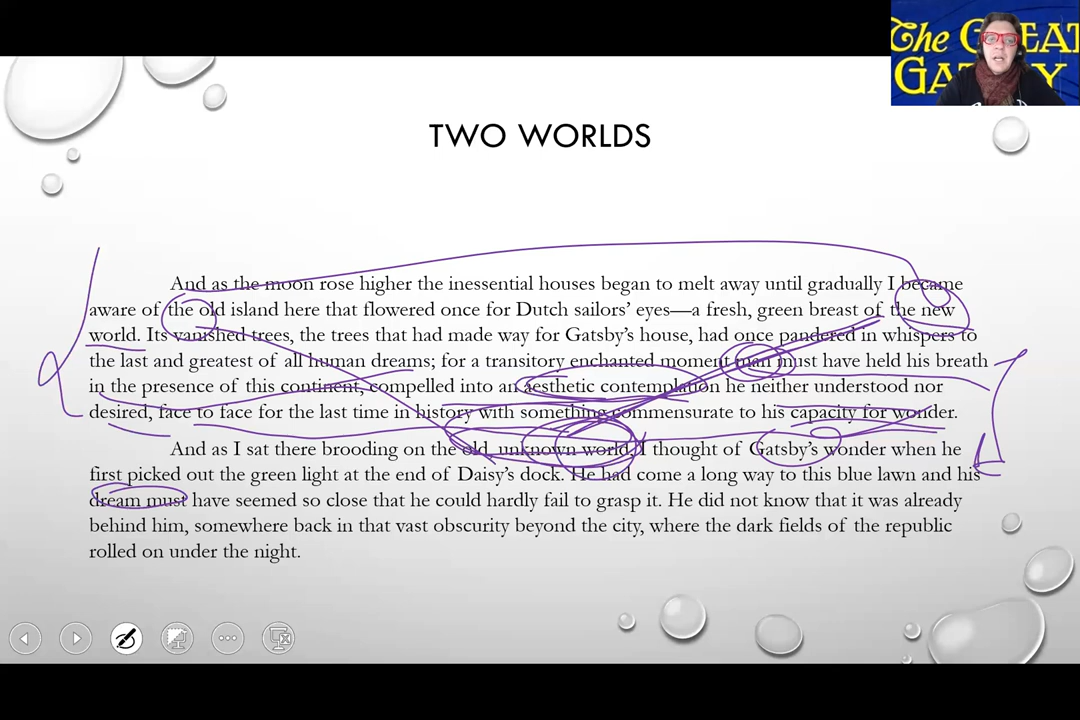 The GREAT
GATSBY
TWO WORLDS
And as the moon rose higher the inessential houses began to melt away until gradually I became
aware of the old island here that flowered once for Dutch sailors’ eyes—a fresh, green breast of the new
world. Its vanished trees, the trees that had made way for Gatsby’s house, had once pandered in whispers to
the last and greatest of all human dreams; for a transitory enchanted moment man must have held his breath
in the presence of this continent, compelled into an aesthetic contemplation he neither understood nor
desired, face to face for the last time in history with something commensurate to his capacity for wonder.
And as I sat there brooding on the old, unknown world, I thought of Gatsby’s wonder when he
first picked out the green light at the end of Daisy’s dock. He had come a long way to this blue lawn and his
dream must have seemed so close that he could hardly fail to grasp it. He did not know that it was already
behind him, somewhere back in that vast obscurity beyond the city, where the dark fields of the republic
rolled on under the night.